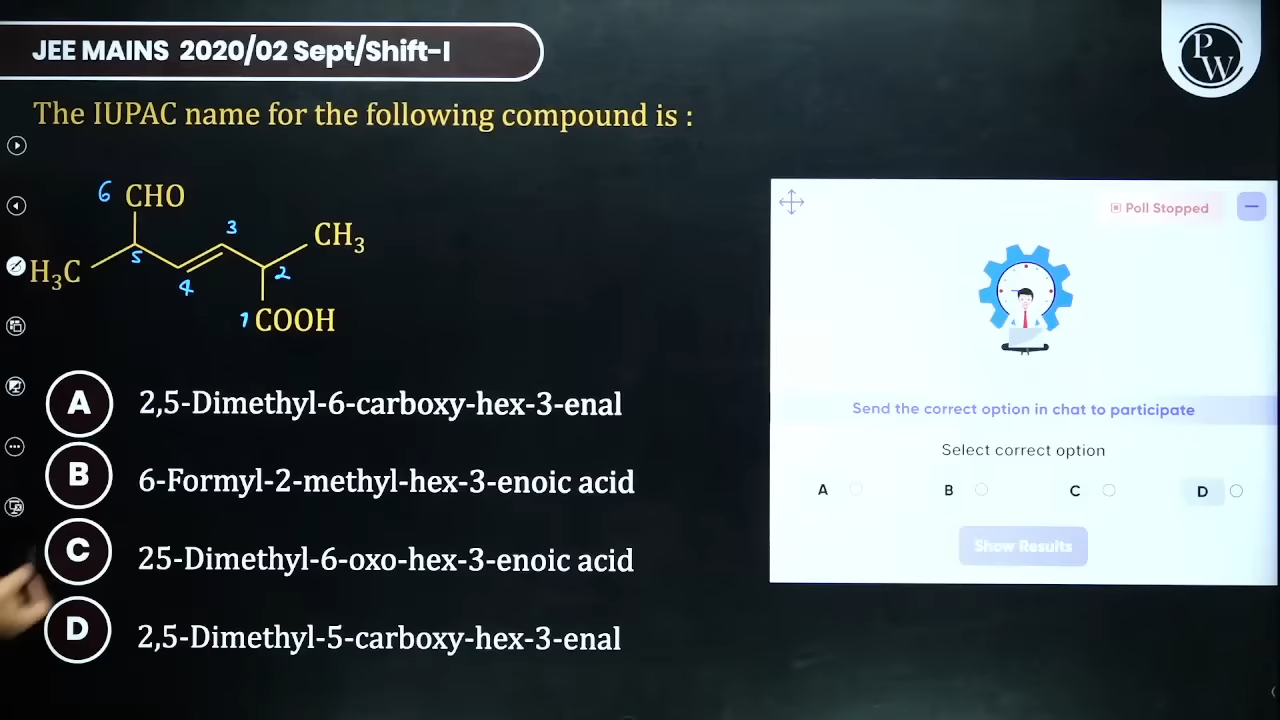 JEE MAINS 2020/02 Sept/Shift-I
PW
The IUPAC name for the following compound is :
6 CHO
3
CH₃
5
H₃C
2
4
1 COOH
A 2,5-Dimethyl-6-carboxy-hex-3-enal
B 6-Formyl-2-methyl-hex-3-enoic acid
C 25-Dimethyl-6-oxo-hex-3-enoic acid
D 2,5-Dimethyl-5-carboxy-hex-3-enal
Poll Stopped
Send the correct option in chat to participate
Select correct option
A B C D
Show Results